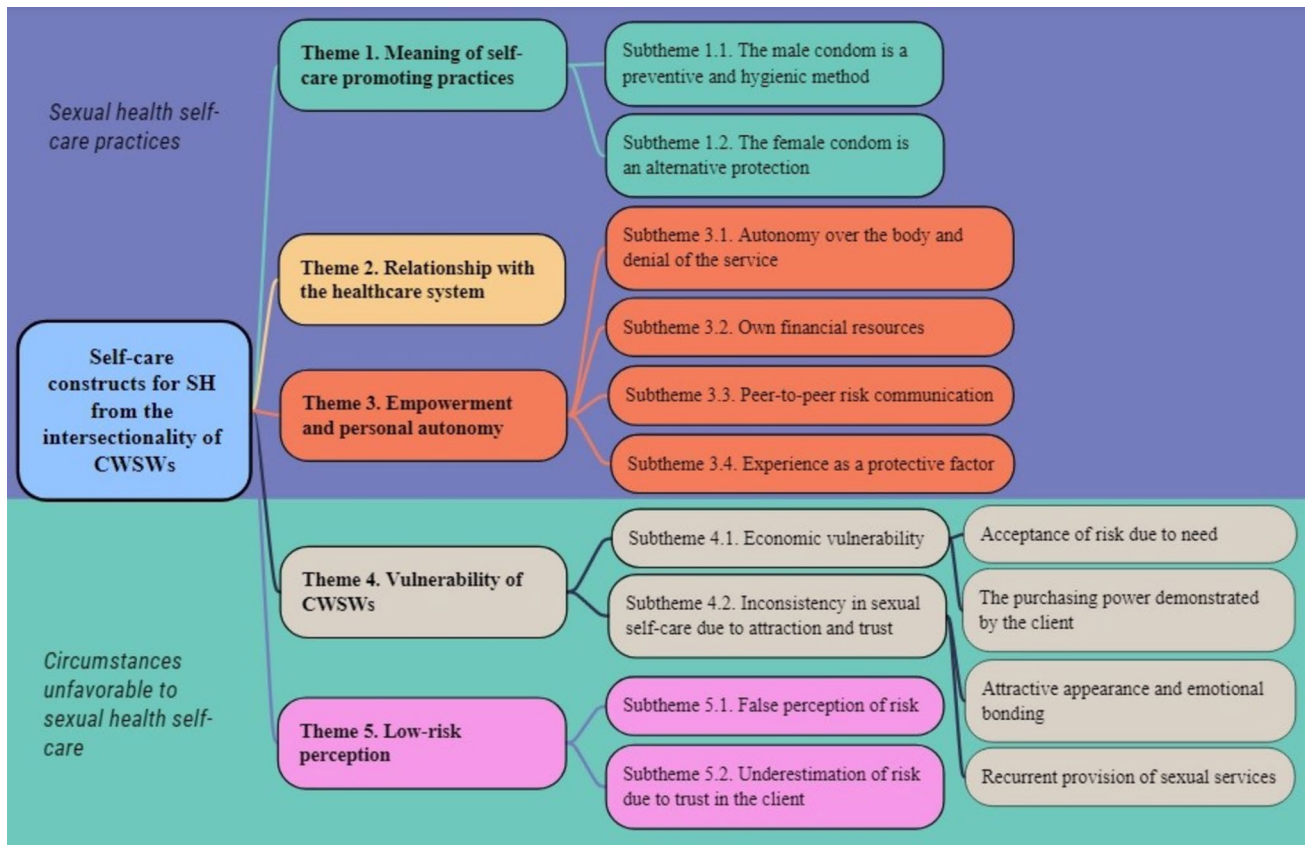 Sexual health self-
care practices
Self-care
constructs for SH
from the
intersectionality of
CWSWs
Theme 1. Meaning of self-
care promoting practices
Subtheme 1.1. The male condom is a
preventive and hygienic method
Subtheme 1.2. The female condom is
an alternative protection
Theme 2. Relationship with
the healthcare system
Theme 3. Empowerment
and personal autonomy
Subtheme 3.1. Autonomy over the body and
denial of the service
Subtheme 3.2. Own financial resources
Subtheme 3.3. Peer-to-peer risk communication
Subtheme 3.4. Experience as a protective factor
Circumstances
unfavorable to
sexual health self-
care
Theme 4. Vulnerability of
CWSWs
Subtheme 4.1. Economic vulnerability
Acceptance of risk due to need
The purchasing power demonstrated
by the client
Subtheme 4.2. Inconsistency in sexual
self-care due to attraction and trust
Attractive appearance and emotional
bonding
Recurrent provision of sexual services
Theme 5. Low-risk
perception
Subtheme 5.1. False perception of risk
Subtheme 5.2. Underestimation of risk
due to trust in the client